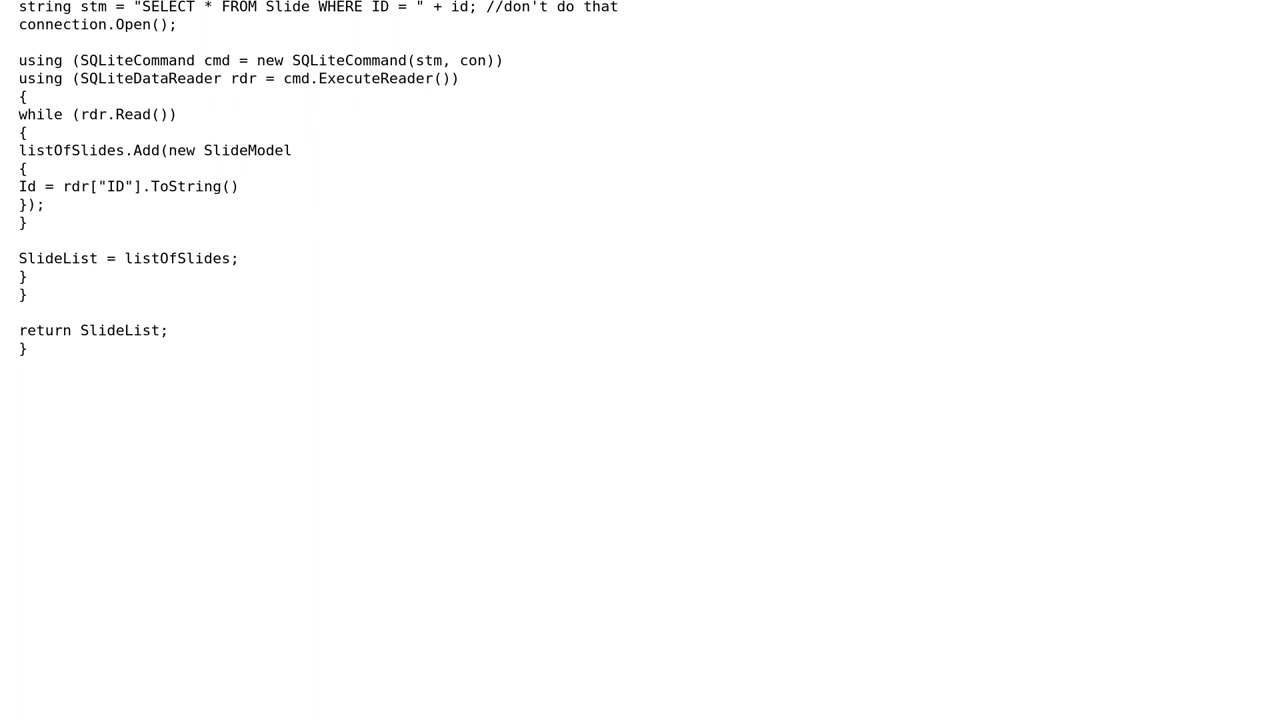 string stm = "SELECT * FROM Slide WHERE ID = " + id; //don't do that
connection.Open();
using (SQLiteCommand cmd = new SQLiteCommand(stm, con))
using (SQLiteDataReader rdr = cmd.ExecuteReader())
{
while (rdr.Read())
{
listOfSlides.Add(new SlideModel
{
Id = rdr["ID"].ToString()
});
}
SlideList = listOfSlides;
}
}
return SlideList;
}